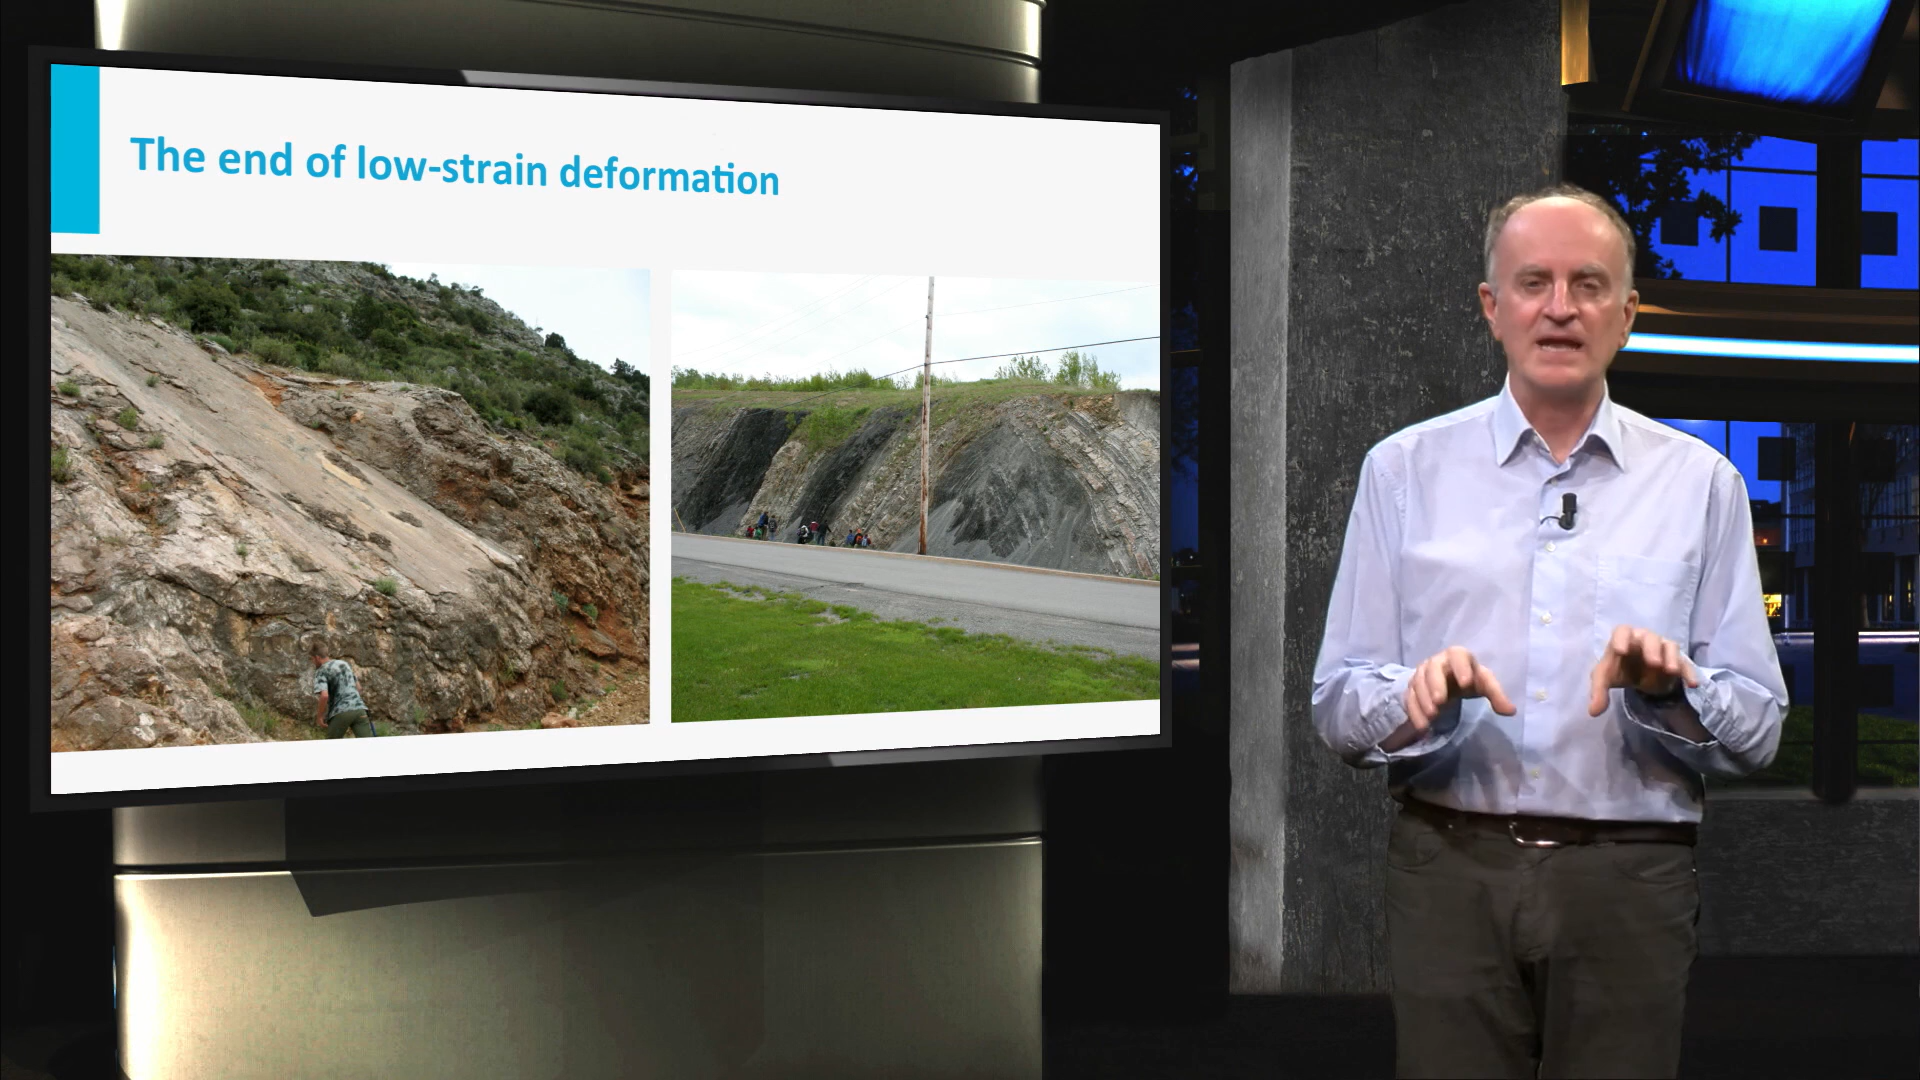 The end of low-strain deformation